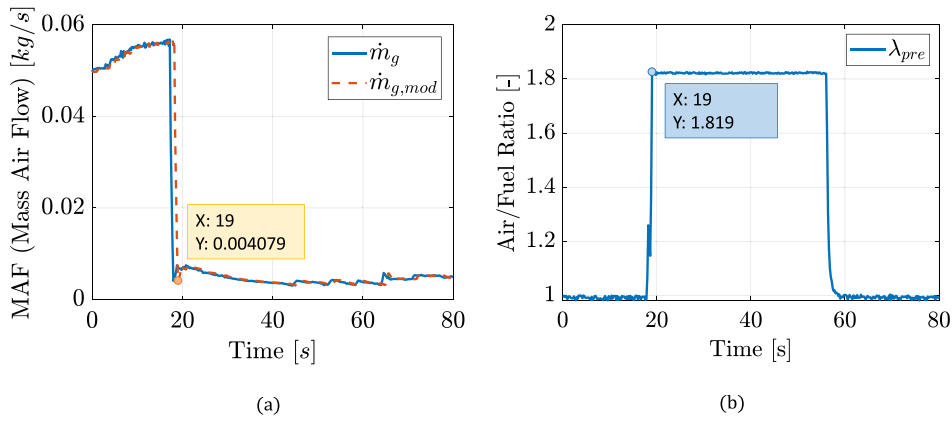 MAF (Mass Air Flow) [kg/s]
0.06
0.04
0.02
0
ṁg
ṁg,mod
X: 19
Y: 0.004079
0 20 40 60 80
Time [s]
(a)
Air/Fuel Ratio [-]
2
1.8
1.6
1.4
1.2
1
λpre
X: 19
Y: 1.819
0 20 40 60 80
Time [s]
(b)